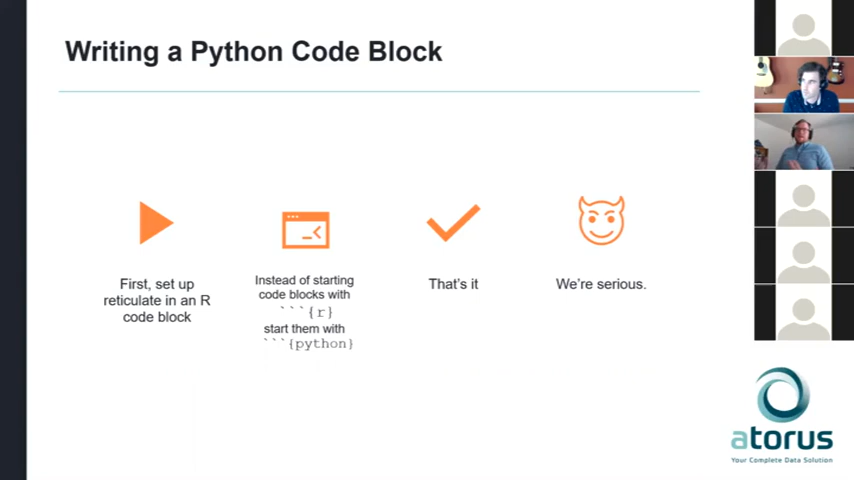 Writing a Python Code Block
First, set up
reticulate in an R
code block
Instead of starting
code blocks with
```{r}
start them with
```{python}
That's it
We're serious.
atorus
Your Complete Data Solution